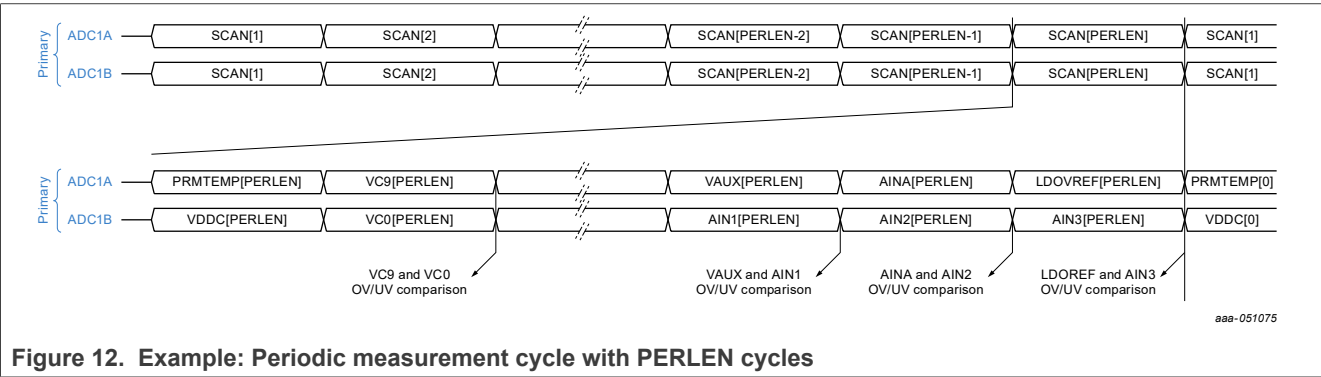 Primary
ADC1A SCAN[1] SCAN[2] SCAN[PERLEN-2] SCAN[PERLEN-1] SCAN[PERLEN] SCAN[1]
ADC1B SCAN[1] SCAN[2] SCAN[PERLEN-2] SCAN[PERLEN-1] SCAN[PERLEN] SCAN[1]
Primary
ADC1A PRMTEMP[PERLEN] VC9[PERLEN] VAUX[PERLEN] AINA[PERLEN] LDOVREF[PERLEN] PRMTEMP[0]
ADC1B VDDC[PERLEN] VC0[PERLEN] AIN1[PERLEN] AIN2[PERLEN] AIN3[PERLEN] VDDC[0]
VC9 and VC0 VAUX and AIN1 AINA and AIN2 LDOREF and AIN3
OV/UV comparison OV/UV comparison OV/UV comparison OV/UV comparison
aaa-051075
Figure 12. Example: Periodic measurement cycle with PERLEN cycles